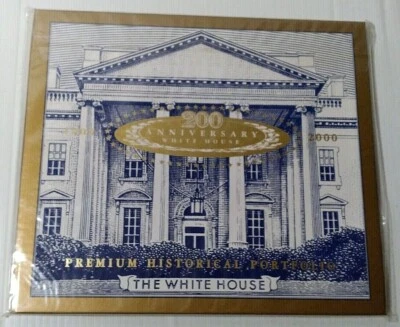 200
ANNIVERSARY
WHITE HOUSE
2000
PREMIUM HISTORICAL PORTFOLIO
THE WHITE HOUSE